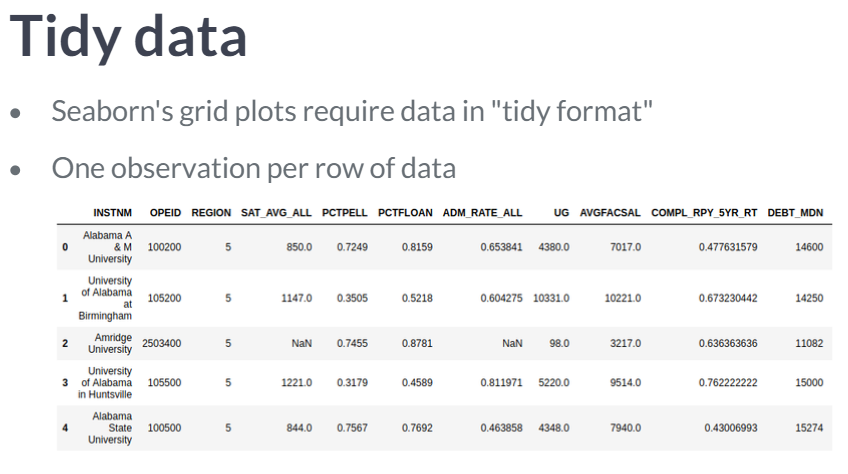 Tidy data
• Seaborn's grid plots require data in "tidy format"
• One observation per row of data
INSTNM OPEID REGION SAT_AVG_ALL PCTPELL PCTFLOAN ADM_RATE_ALL UG AVGFACSAL COMPL_RPY_5YR_RT DEBT_MDN
Alabama A
0 & M 100200 5 850.0 0.7249 0.8159 0.653841 4380.0 7017.0 0.477631579 14600
University
University
of Alabama
1 at 105200 5 1147.0 0.3505 0.5218 0.604275 10331.0 10221.0 0.673230442 14250
Birmingham
Amridge
2 University 2503400 5 NaN 0.7455 0.8781 NaN 98.0 3217.0 0.636363636 11082
University
3 of Alabama 105500 5 1221.0 0.3179 0.4589 0.811971 5220.0 9514.0 0.762222222 15000
in Huntsville
Alabama
4 State 100500 5 844.0 0.7567 0.7692 0.463858 4348.0 7940.0 0.43006993 15274
University